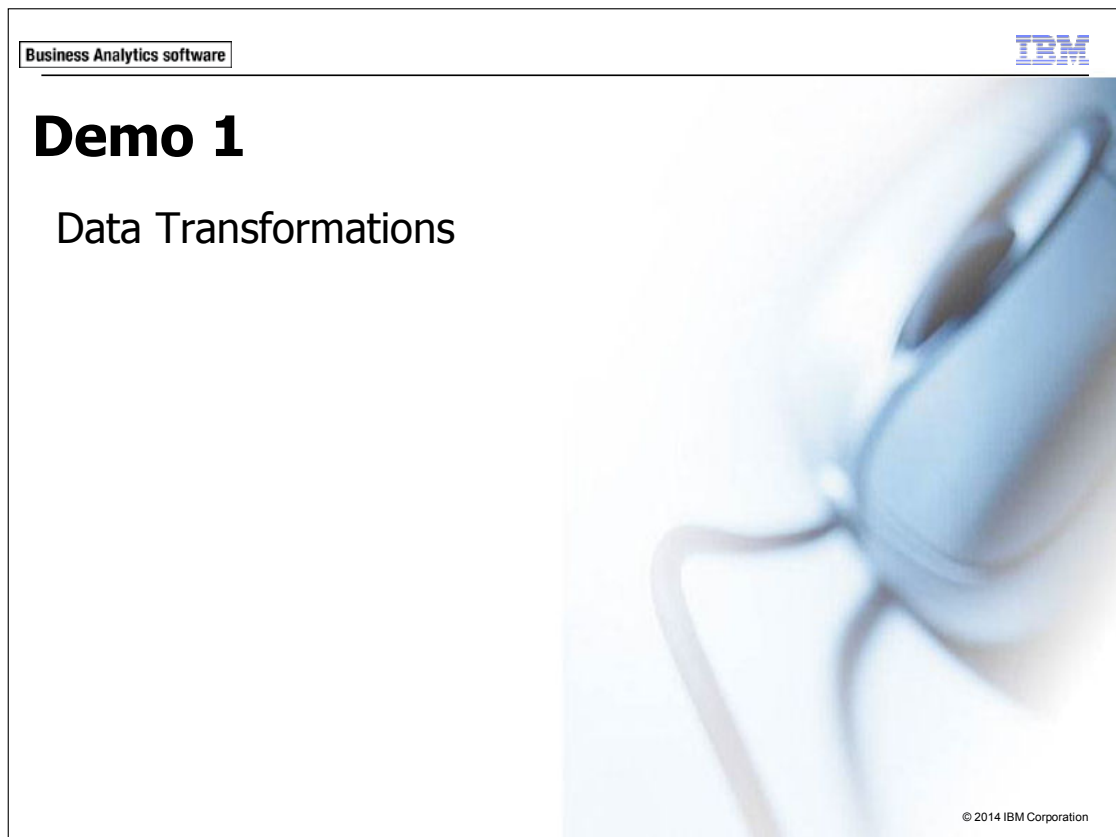 Business Analytics software
IBM
Demo 1
Data Transformations
© 2014 IBM Corporation